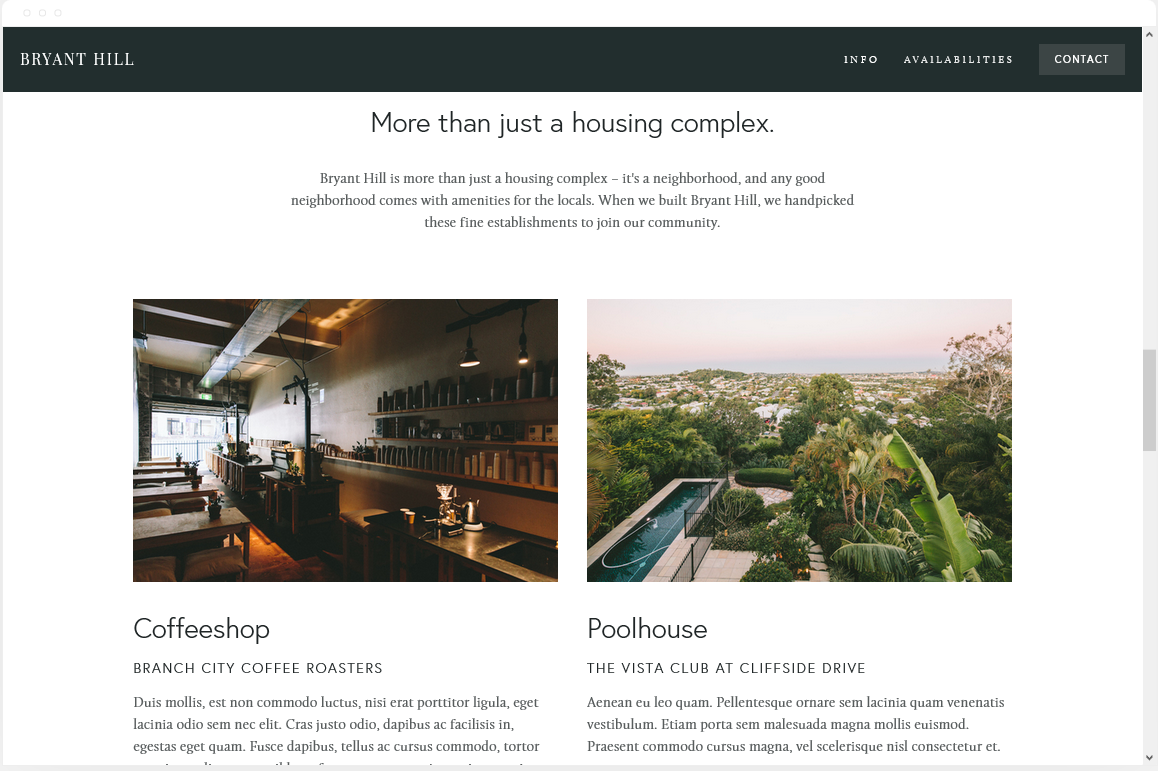 BRYANT HILL
INFO
AVAILABILITIES
CONTACT
More than just a housing complex.
Bryant Hill is more than just a housing complex – it's a neighborhood, and any good
neighborhood comes with amenities for the locals. When we built Bryant Hill, we handpicked
these fine establishments to join our community.
Coffeeshop
BRANCH CITY COFFEE ROASTERS
Duis mollis, est non commodo luctus, nisi erat porttitor ligula, eget
lacinia odio sem nec elit. Cras justo odio, dapibus ac facilisis in,
egestas eget quam. Fusce dapibus, tellus ac cursus commodo, tortor
Poolhouse
THE VISTA CLUB AT CLIFFSIDE DRIVE
Aenean eu leo quam. Pellentesque ornare sem lacinia quam venenatis
vestibulum. Etiam porta sem malesuada magna mollis euismod.
Praesent commodo cursus magna, vel scelerisque nisl consectetur et.